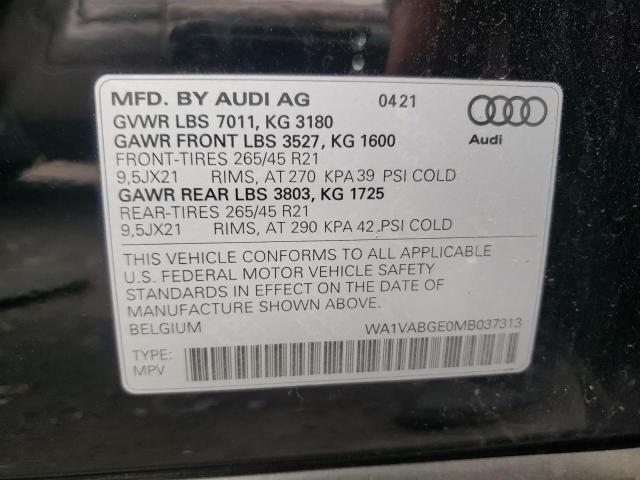 MFD. BY AUDI AG 0421
GVWR LBS 7011, KG 3180
GAWR FRONT LBS 3527, KG 1600
FRONT-TIRES 265/45 R21
9,5JX21 RIMS, AT 270 KPA 39 PSI COLD
GAWR REAR LBS 3803, KG 1725
REAR-TIRES 265/45 R21
9,5JX21 RIMS, AT 290 KPA 42 PSI COLD
Audi
THIS VEHICLE CONFORMS TO ALL APPLICABLE
U.S. FEDERAL MOTOR VEHICLE SAFETY
STANDARDS IN EFFECT ON THE DATE OF
MANUFACTURE SHOWN ABOVE.
BELGIUM WA1VABGE0MB037313
TYPE:
MPV